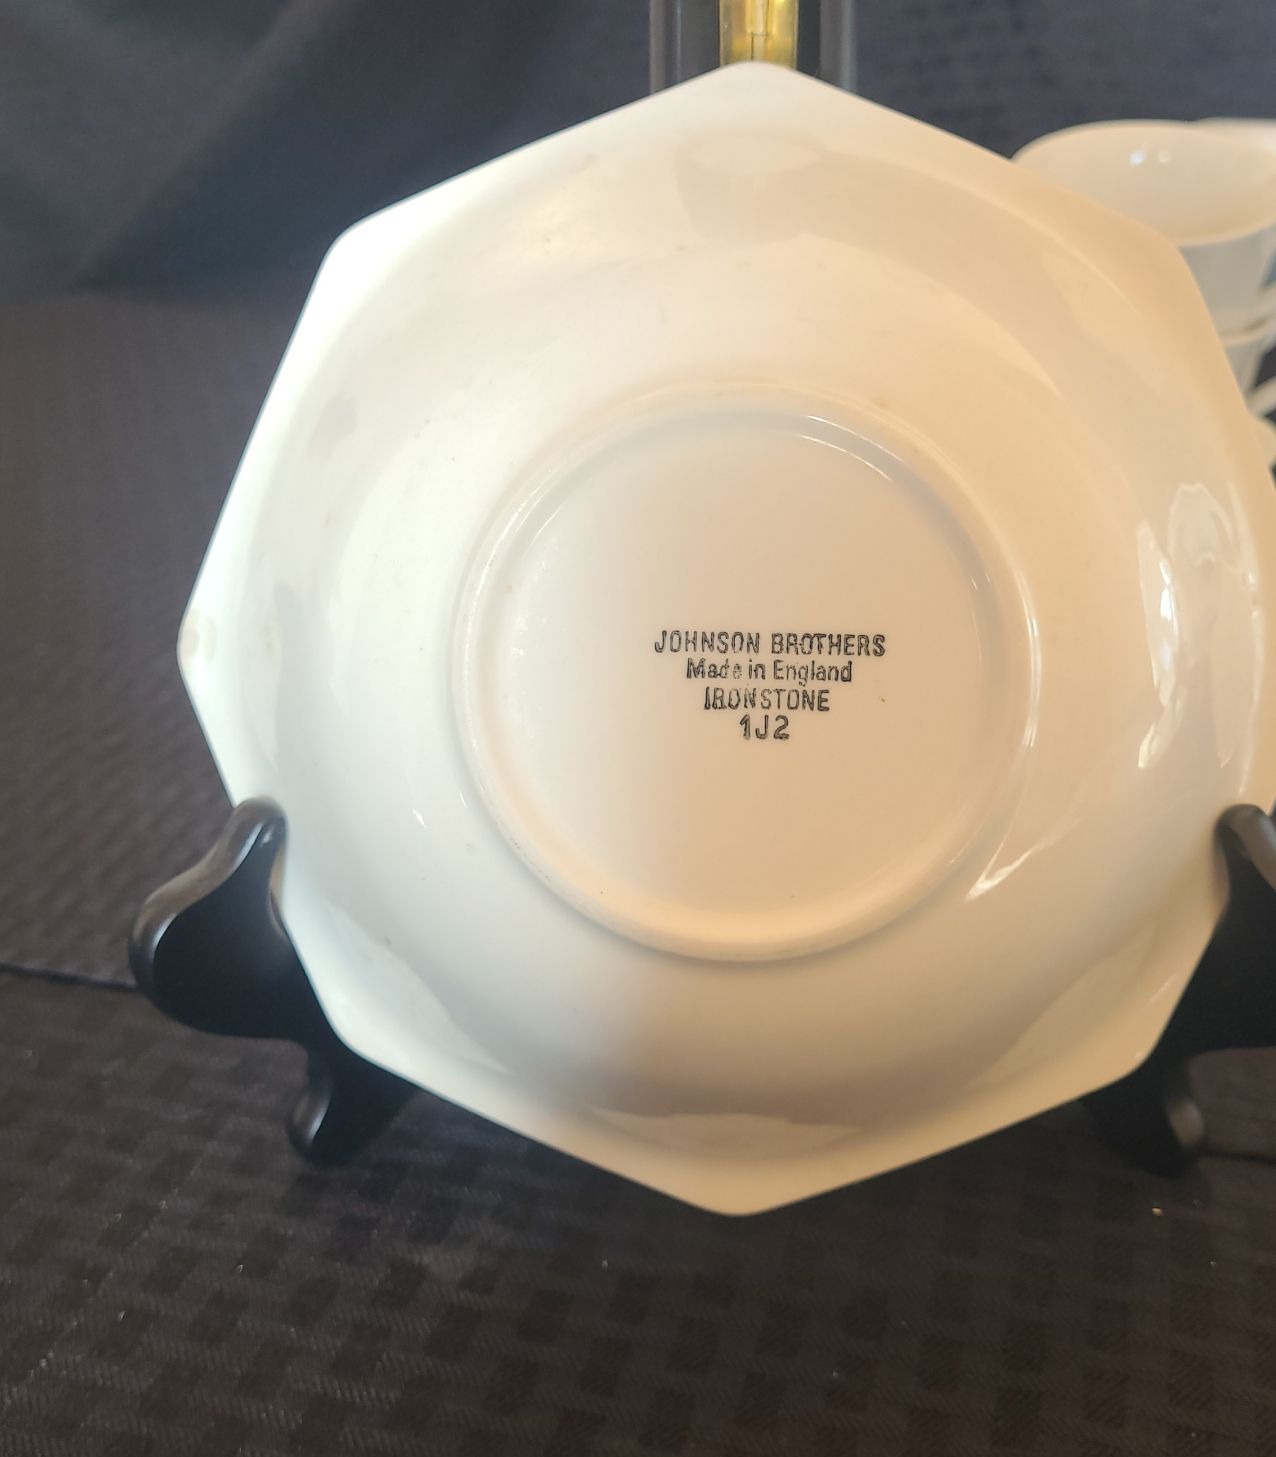 JOHNSON BROTHERS
Made in England
IRONSTONE
1J2